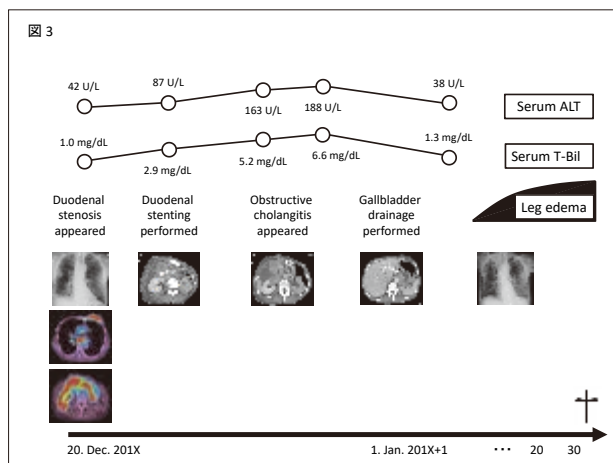 図 3
42 U/L
87 U/L
163 U/L
188 U/L
38 U/L
Serum ALT
1.0 mg/dL
2.9 mg/dL
5.2 mg/dL
6.6 mg/dL
1.3 mg/dL
Serum T-Bil
Duodenal
stenosis
appeared
Duodenal
stenting
performed
Obstructive
cholangitis
appeared
Gallbladder
drainage
performed
Leg edema
20. Dec. 201X
1. Jan. 201X+1
･･･
20
30